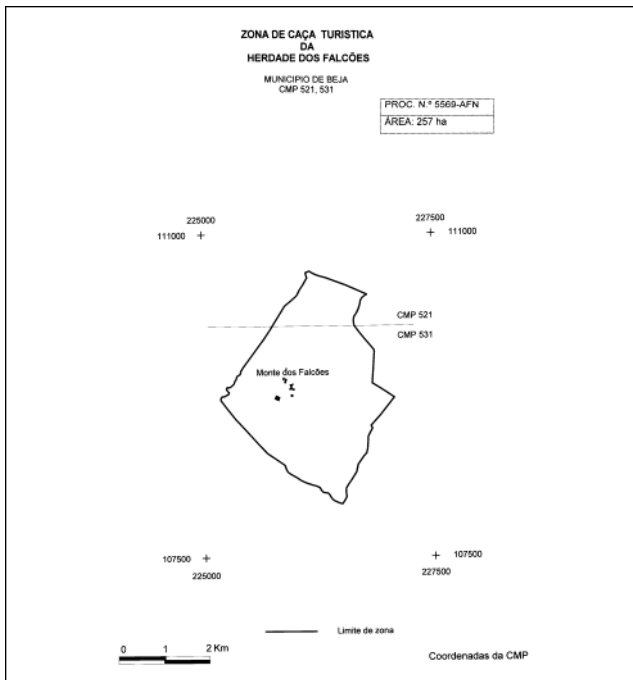 ZONA DE CAÇA TURISTICA
DA
HERDADE DOS FALCÕES
MUNICIPIO DE BEJA
CMP 521, 531
PROC. N.º 5569-AFN
ÁREA: 257 ha
225000
227500
111000
111000
CMP 521
CMP 531
Monte dos Falcões
107500
107500
225000
227500
Limite de zona
0 1 2 Km
Coordenadas da CMP